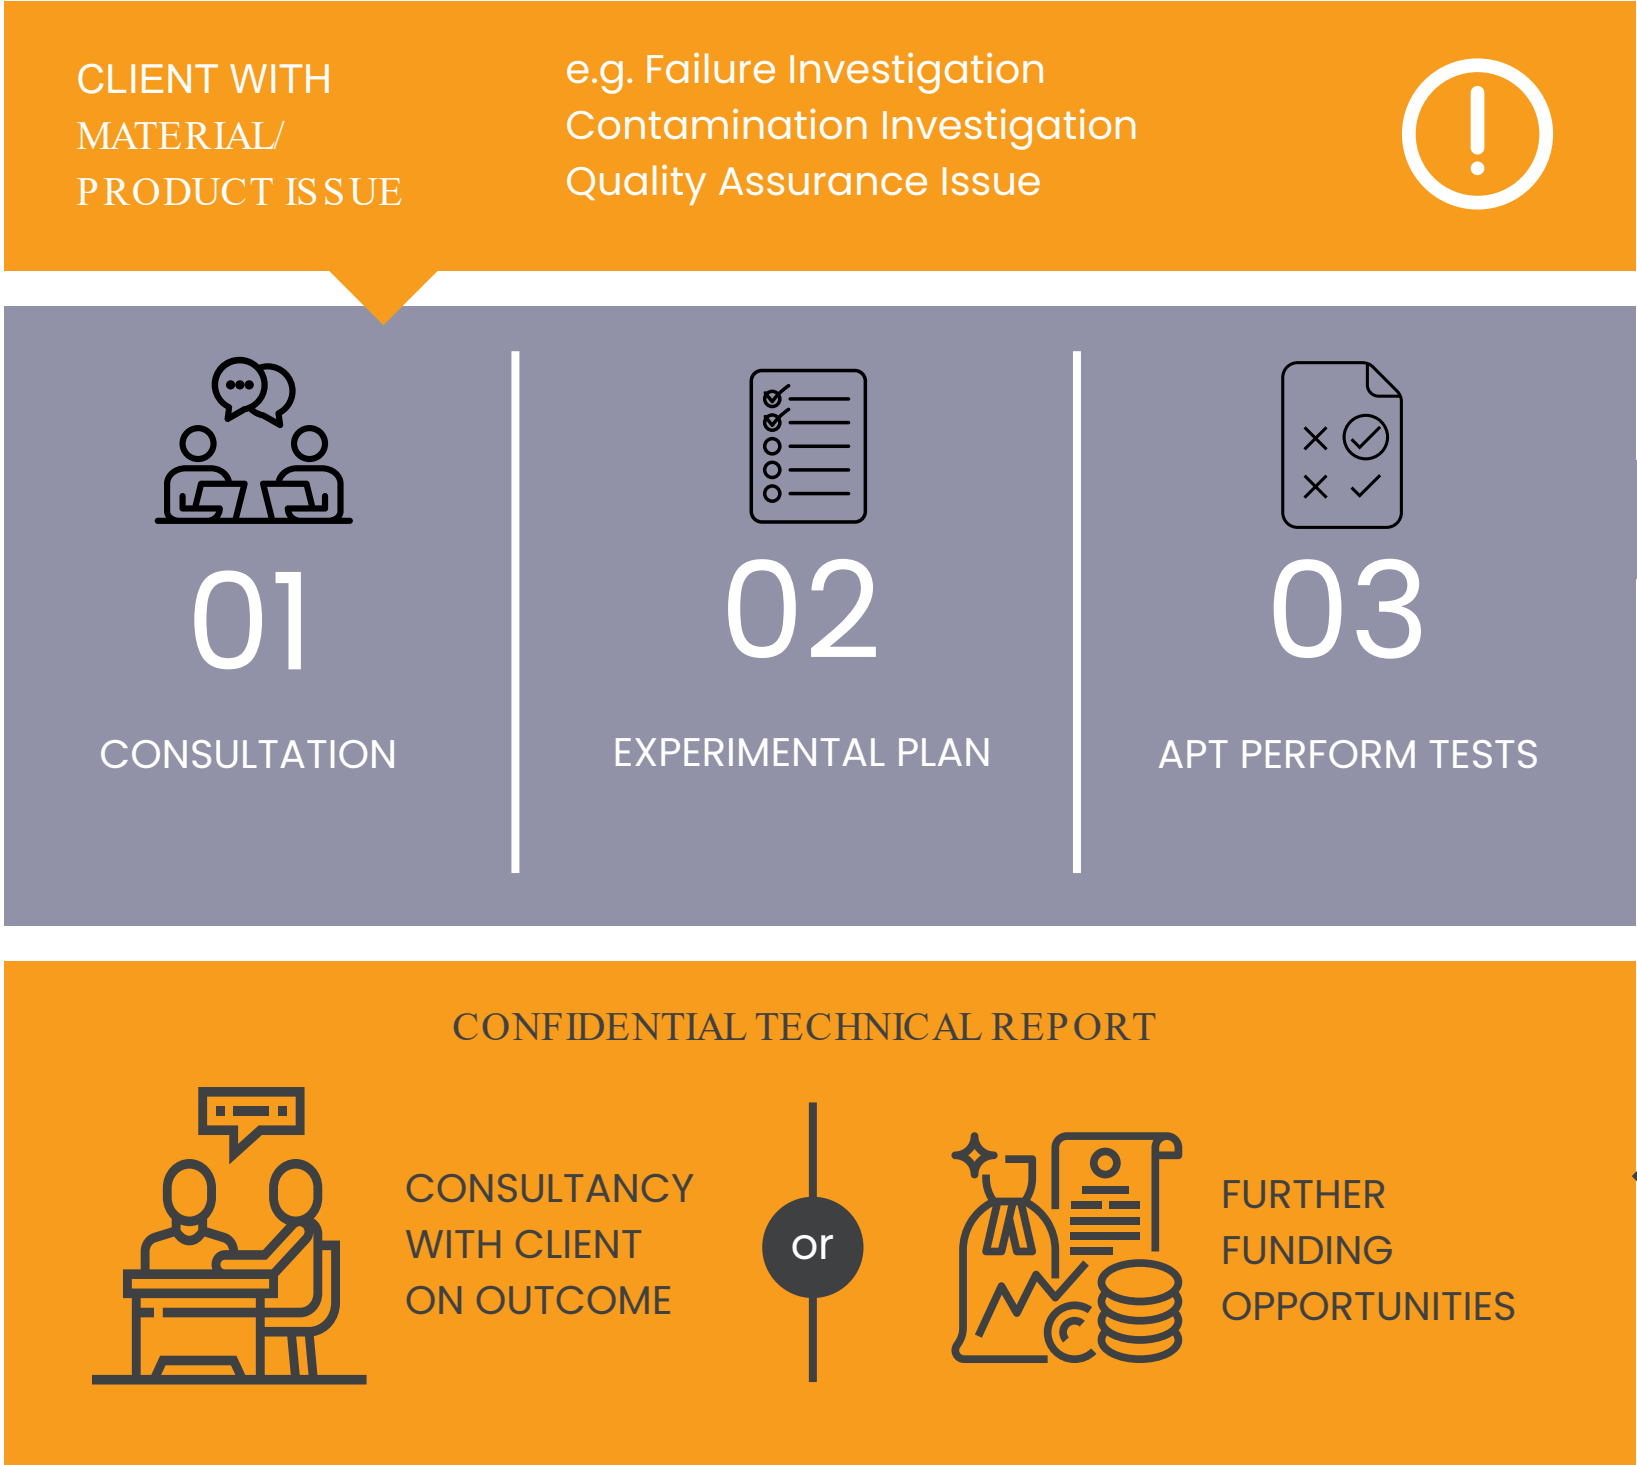 CLIENT WITH
MATERIAL/
PRODUCT ISSUE
e.g. Failure Investigation
Contamination Investigation
Quality Assurance Issue
01
CONSULTATION
02
EXPERIMENTAL PLAN
03
APT PERFORM TESTS
CONFIDENTIAL TECHNICAL REPORT
CONSULTANCY
WITH CLIENT
ON OUTCOME
or
FURTHER
FUNDING
OPPORTUNITIES